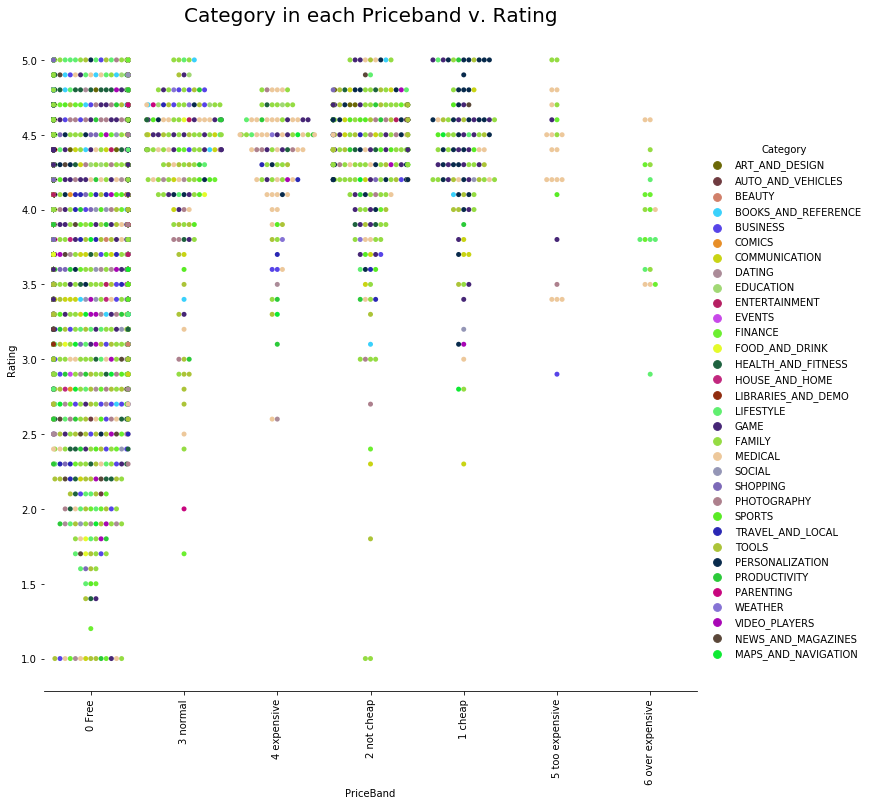 Category in each Priceband v. Rating
Rating
5.0
4.5
4.0
3.5
3.0
2.5
2.0
1.5
1.0
0 Free
3 normal
4 expensive
2 not cheap
1 cheap
5 too expensive
6 over expensive
PriceBand
Category
ART_AND_DESIGN
AUTO_AND_VEHICLES
BEAUTY
BOOKS_AND_REFERENCE
BUSINESS
COMICS
COMMUNICATION
DATING
EDUCATION
ENTERTAINMENT
EVENTS
FINANCE
FOOD_AND_DRINK
HEALTH_AND_FITNESS
HOUSE_AND_HOME
LIBRARIES_AND_DEMO
LIFESTYLE
GAME
FAMILY
MEDICAL
SOCIAL
SHOPPING
PHOTOGRAPHY
SPORTS
TRAVEL_AND_LOCAL
TOOLS
PERSONALIZATION
PRODUCTIVITY
PARENTING
WEATHER
VIDEO_PLAYERS
NEWS_AND_MAGAZINES
MAPS_AND_NAVIGATION